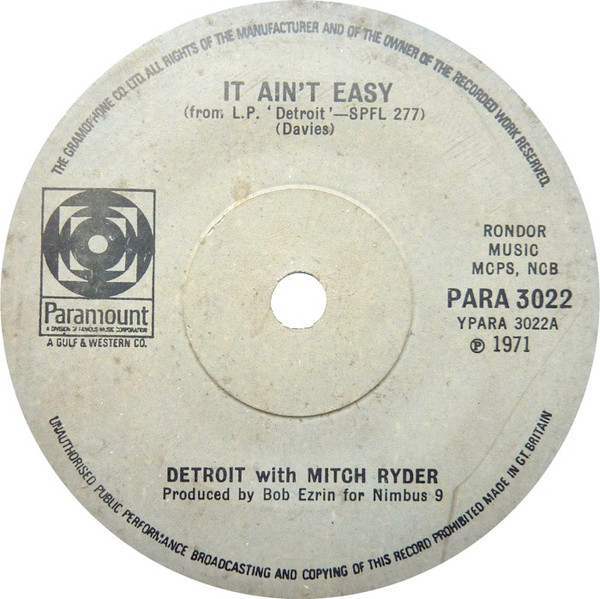 THE GRAMOPHONE CO. LTD. ALL RIGHTS OF THE MANUFACTURER AND OF THE OWNER OF THE RECORDED WORK RESERVED.
IT AIN'T EASY
(from L.P. 'Detroit'—SPFL 277)
(Davies)
Paramount
A DIVISION OF FAMOUS MUSIC CORPORATION
A GULF & WESTERN CO.
RONDOR
MUSIC
MCPS, NCB
PARA 3022
YPARA 3022A
℗ 1971
DETROIT with MITCH RYDER
Produced by Bob Ezrin for Nimbus 9
UNAUTHORISED PUBLIC PERFORMANCE BROADCASTING AND COPYING OF THIS RECORD PROHIBITED MADE IN GT. BRITAIN